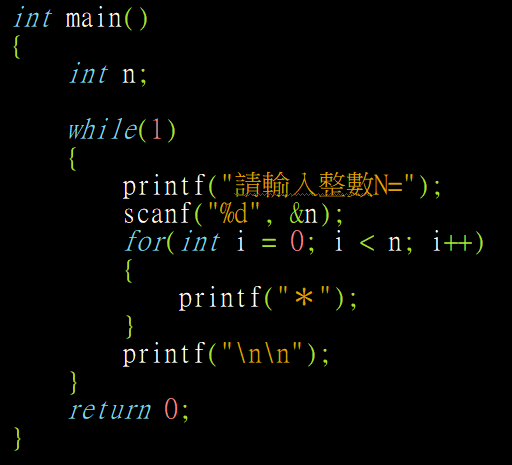 int main()
{
    int n;

    while(1)
    {
        printf("請輸入整數N=");
        scanf("%d", &n);
        for(int i = 0; i < n; i++)
        {
            printf("＊");
        }
        printf("\n\n");
    }
    return 0;
}